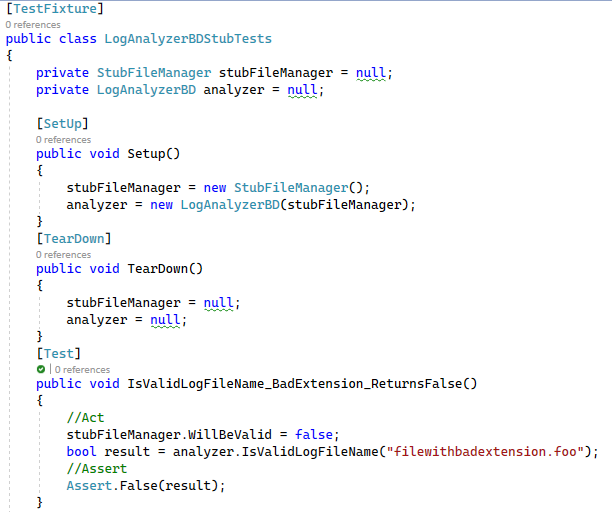 [TestFixture]
0 references
public class LogAnalyzerBDStubTests
{
private StubFileManager stubFileManager = null;
private LogAnalyzerBD analyzer = null;
[SetUp]
0 references
public void Setup()
{
stubFileManager = new StubFileManager();
analyzer = new LogAnalyzerBD(stubFileManager);
}
[TearDown]
0 references
public void TearDown()
{
stubFileManager = null;
analyzer = null;
}
[Test]
| 0 references
public void IsValidLogFileName_BadExtension_ReturnsFalse()
{
//Act
stubFileManager.WillBeValid = false;
bool result = analyzer.IsValidLogFileName("filewithbadextension.foo");
//Assert
Assert.False(result);
}